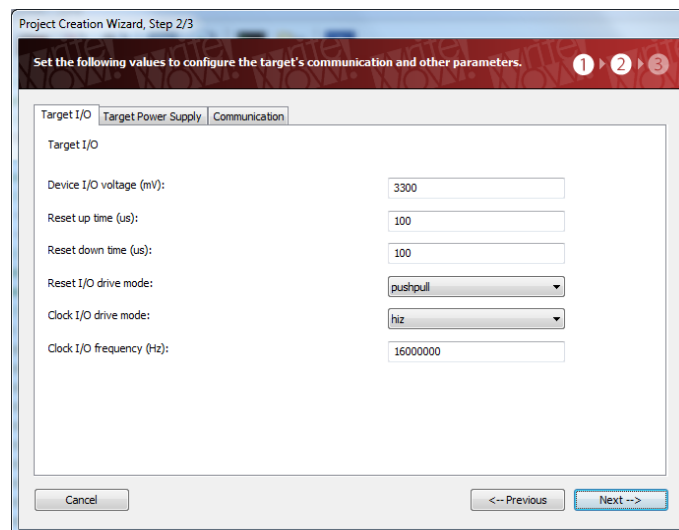 Project Creation Wizard, Step 2/3
Set the following values to configure the target's communication and other parameters.
1 2 3
Target I/O Target Power Supply Communication
Target I/O
Device I/O voltage (mV): 3300
Reset up time (us): 100
Reset down time (us): 100
Reset I/O drive mode: pushpull
Clock I/O drive mode: hiz
Clock I/O frequency (Hz): 16000000
Cancel <-- Previous Next -->